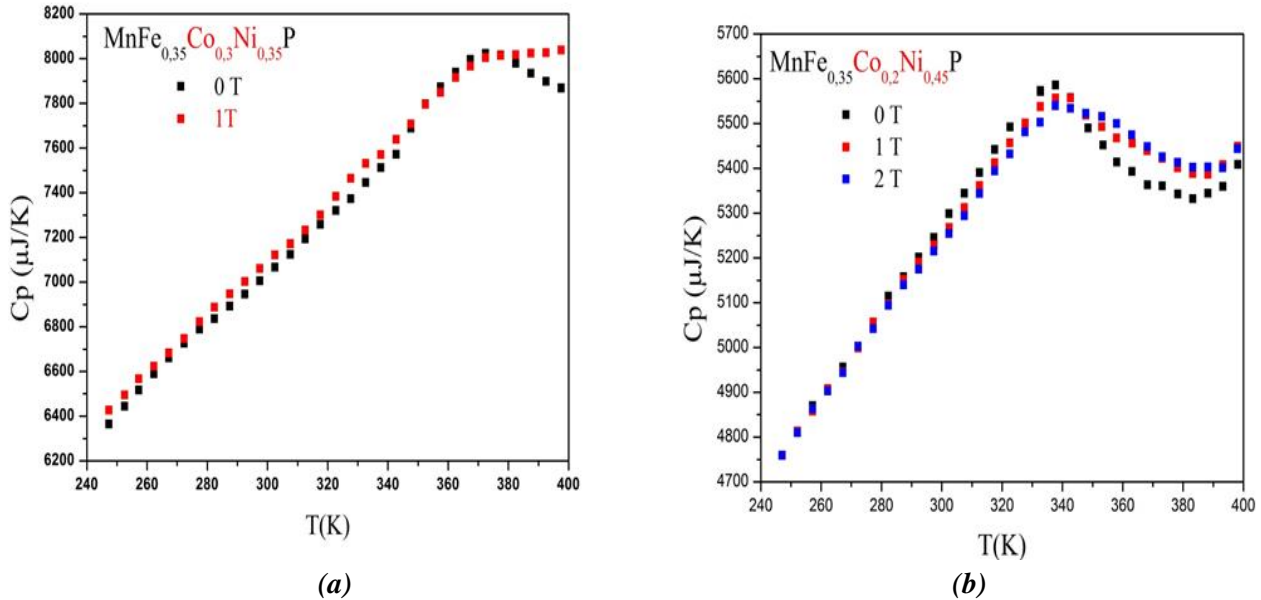 MnFe0,35Co0,3Ni0,35P
0 T
1T
Cp (µJ/K)
8000
7800
7600
7400
7200
7000
6800
6600
6400
6200
240 260 280 300 320 340 360 380 400
T(K)
(a)
MnFe0,35Co0,2Ni0,45P
0 T
1 T
2 T
Cp (µJ/K)
5700
5600
5500
5400
5300
5200
5100
5000
4900
4800
4700
240 260 280 300 320 340 360 380 400
T(K)
(b)